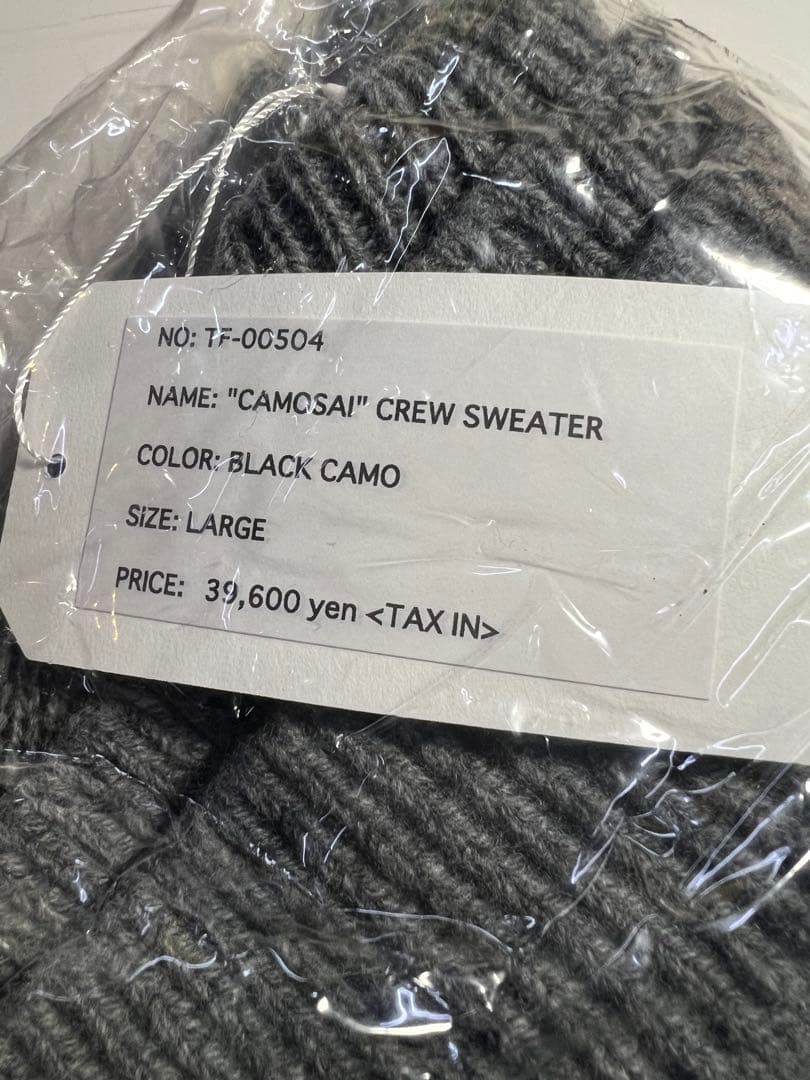 NO: TF-00504
NAME: "CAMOSAI" CREW SWEATER
COLOR: BLACK CAMO
SIZE: LARGE
PRICE: 39,600 yen <TAX IN>